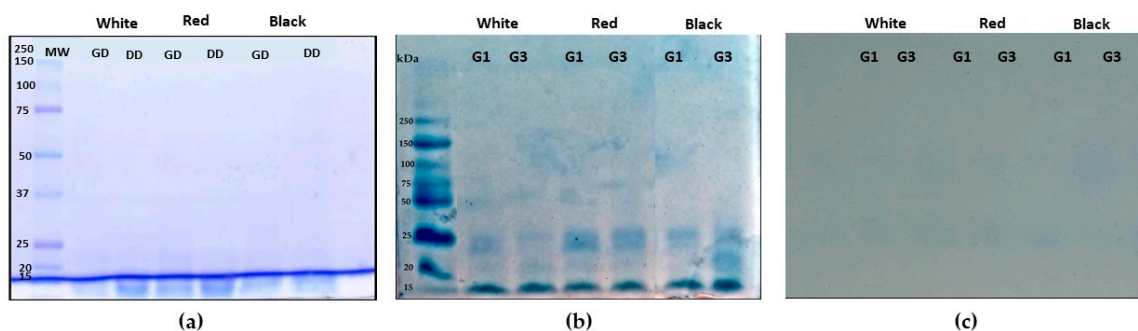 White Red Black
MW GD DD GD DD GD DD
250
150
100
75
50
37
25
20
15
(a)
White Red Black
kDa G1 G3 G1 G3 G1 G3
250
150
100
75
50
25
20
15
(b)
White Red Black
G1 G3 G1 G3 G1 G3
(c)